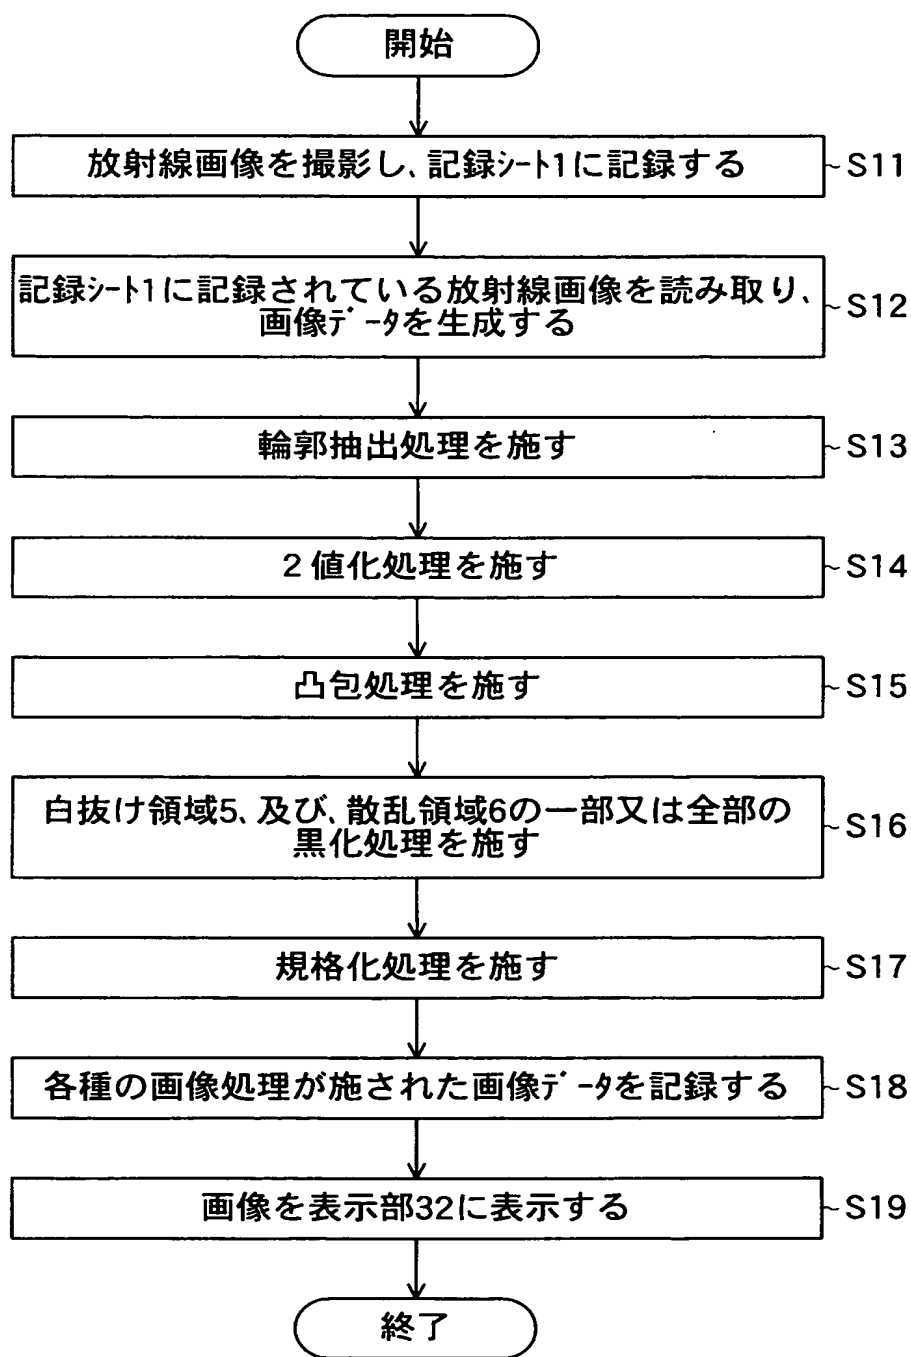 開始
放射線画像を撮影し、記録ｼｰﾄ1に記録する
~S11
記録ｼｰﾄ1に記録されている放射線画像を読み取り、
画像ﾃﾞｰﾀを生成する
~S12
輪郭抽出処理を施す
~S13
2値化処理を施す
~S14
凸包処理を施す
~S15
白抜け領域5、及び、散乱領域6の一部又は全部の
黒化処理を施す
~S16
規格化処理を施す
~S17
各種の画像処理が施された画像ﾃﾞｰﾀを記録する
~S18
画像を表示部32に表示する
~S19
終了